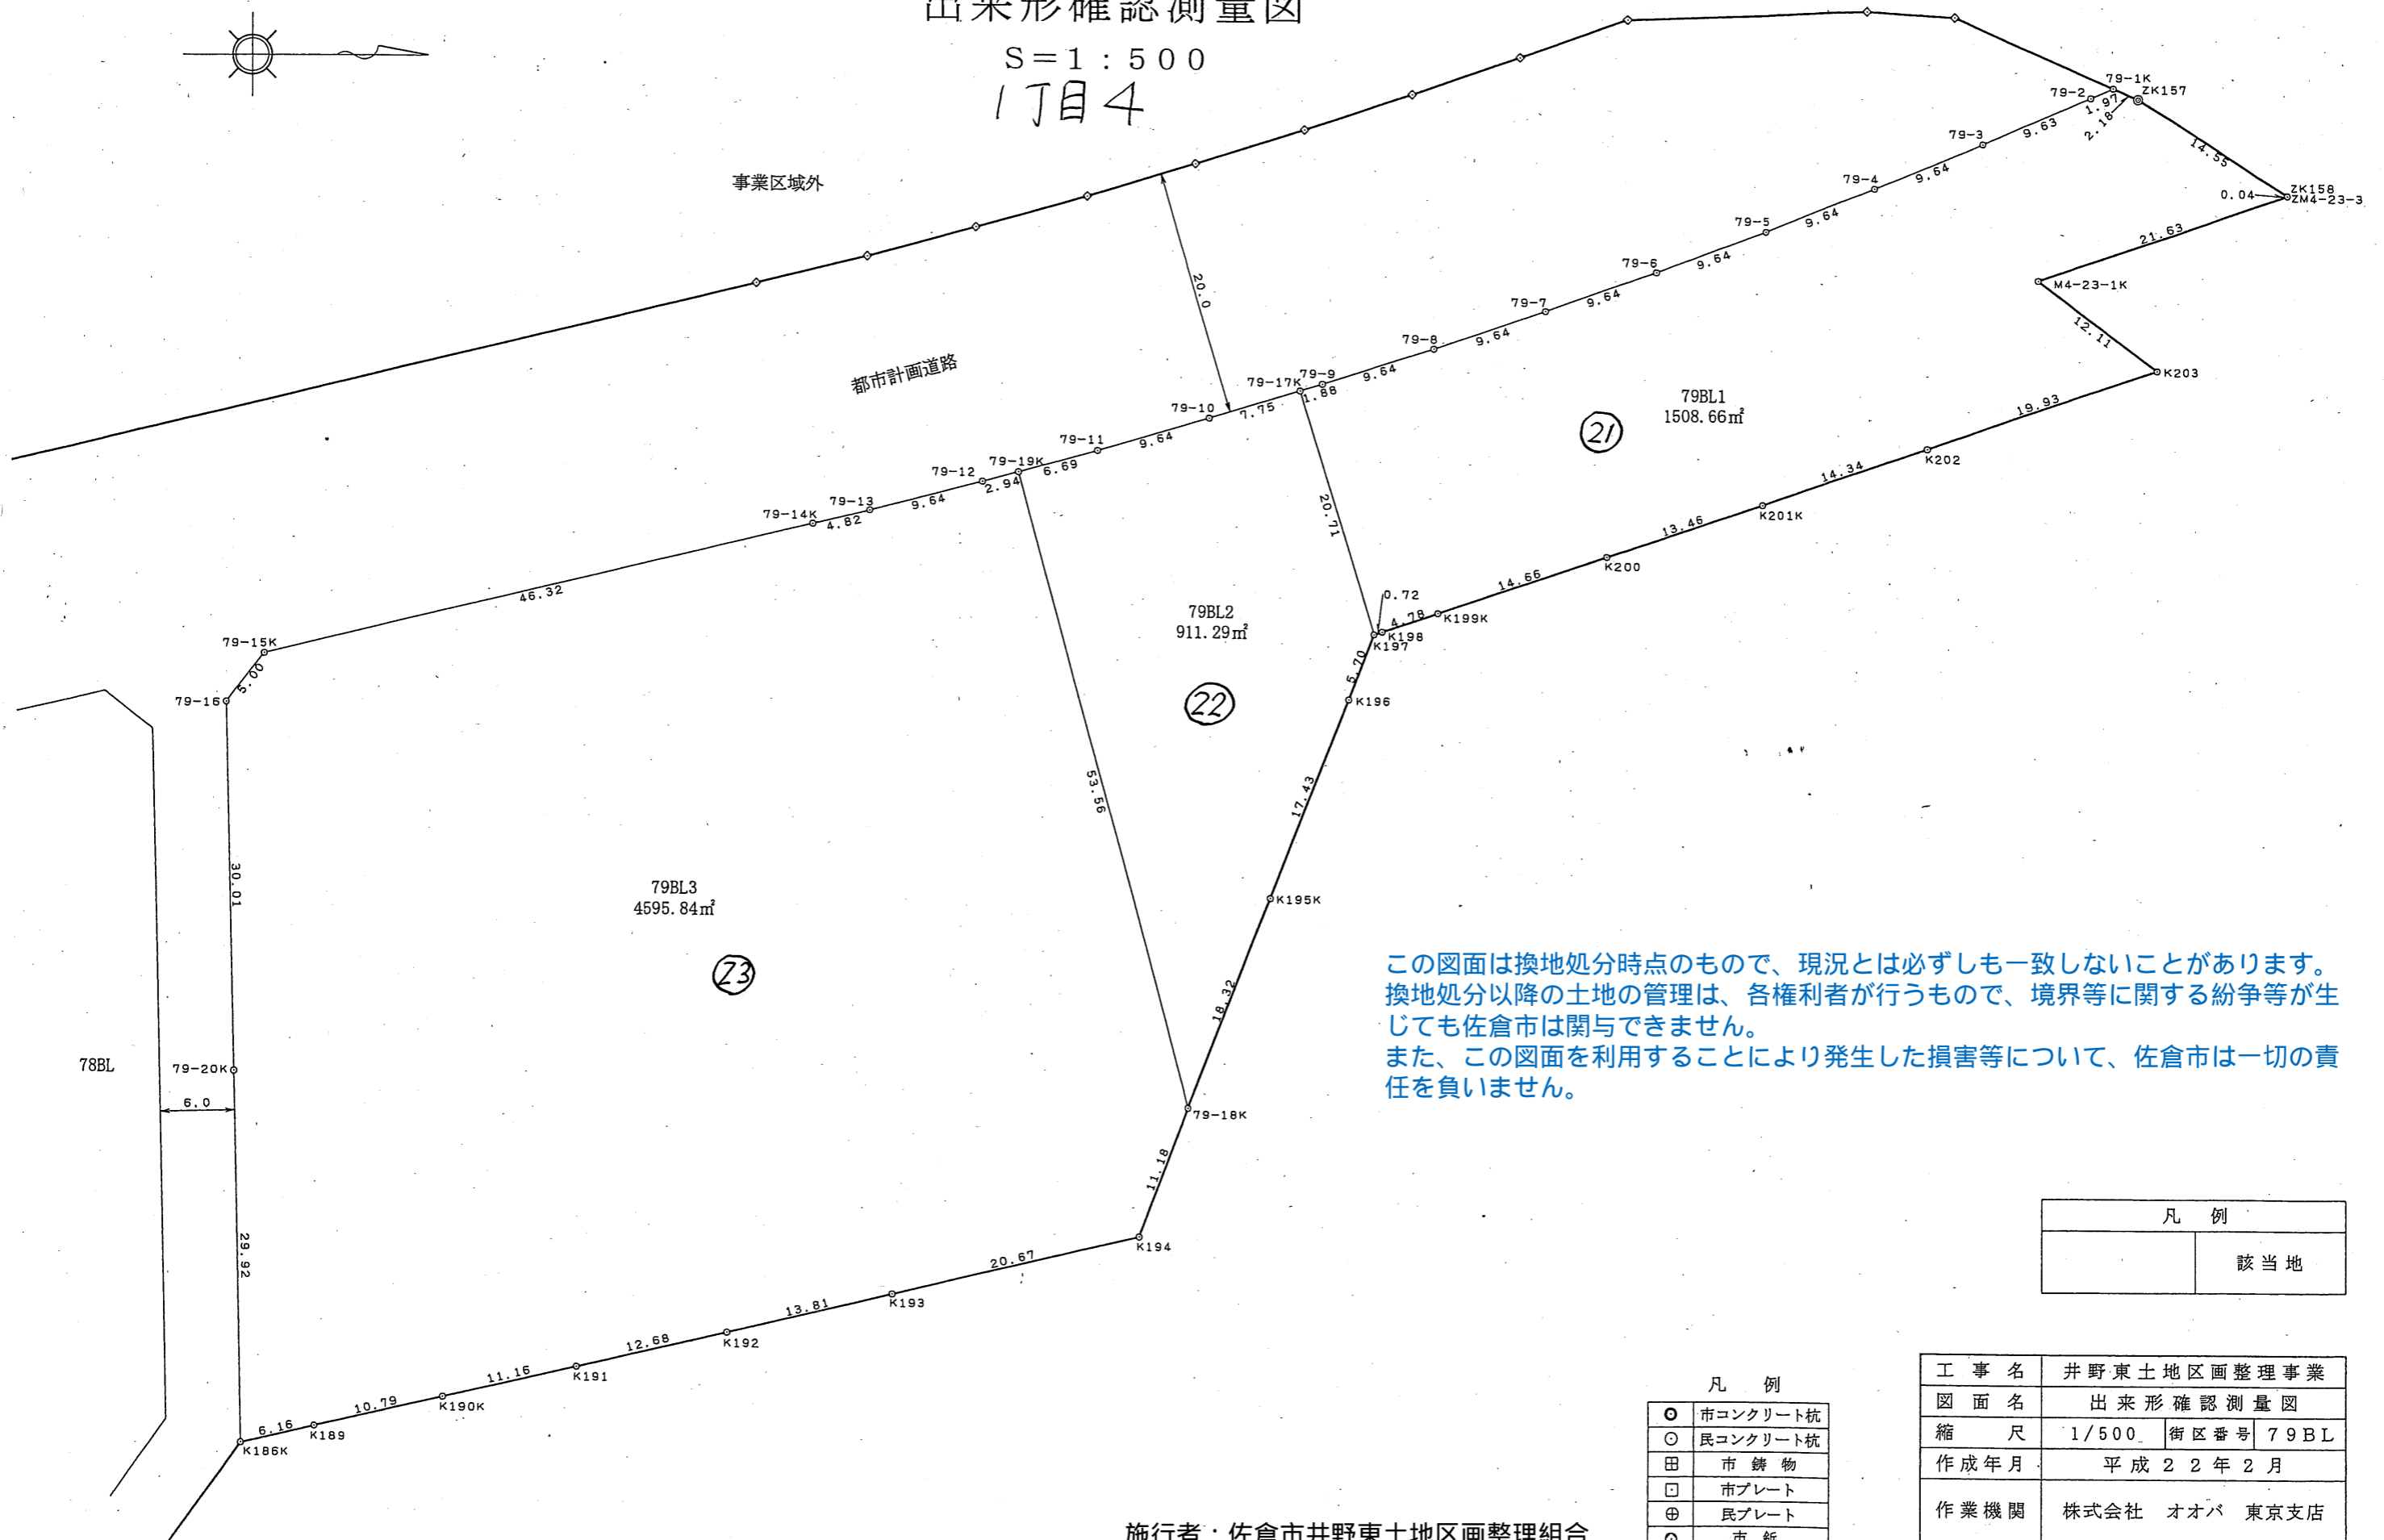 出来形確認測量図
S=1:500
1丁目4
事業区域外
都市計画道路
20.0
79-1K
ZK157
79-2
1.97
2.18
79-3
9.63
14.55
79-4
9.64
ZK158
0.04
ZM4-23-3
79-5
9.64
21.63
79-6
9.64
M4-23-1K
79-7
9.64
12.11
79-8
9.64
K203
79-9
9.64
79-17K
1.88
79BL1
1508.66㎡
21
19.93
79-10
7.75
79-11
9.64
K202
14.34
79-19K
6.69
79-12
2.94
79-13
9.64
79-14K
4.82
20.71
K201K
13.46
K200
46.32
14.66
0.72
79BL2
911.29㎡
4.78
K199K
K198
K197
79-15K
5.00
5.70
79-16
22
K196
53.56
17.43
30.01
79BL3
4595.84㎡
K195K
23
この図面は換地処分時点のもので、現況とは必ずしも一致しないことがあります。
換地処分以降の土地の管理は、各権利者が行うもので、境界等に関する紛争等が生
じても佐倉市は関与できません。
また、この図面を利用することにより発生した損害等について、佐倉市は一切の責
任を負いません。
18.32
78BL
79-20K
6.0
79-18K
11.18
29.92
K194
20.67
K193
13.81
K192
12.68
K191
11.16
K190K
10.79
K189
6.16
K186K
凡 例
該当地
凡 例
市コンクリート杭
民コンクリート杭
市鋳物
市プレート
民プレート
市鋲
工事名 井野東土地区画整理事業
図面名 出来形確認測量図
縮尺 1/500 街区番号 79BL
作成年月 平成22年2月
作業機関 株式会社 オオバ 東京支店
施行者：佐倉市井野東土地区画整理組合